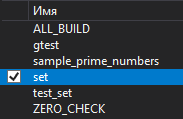 Имя
ALL_BUILD
gtest
sample_prime_numbers
set
test_set
ZERO_CHECK